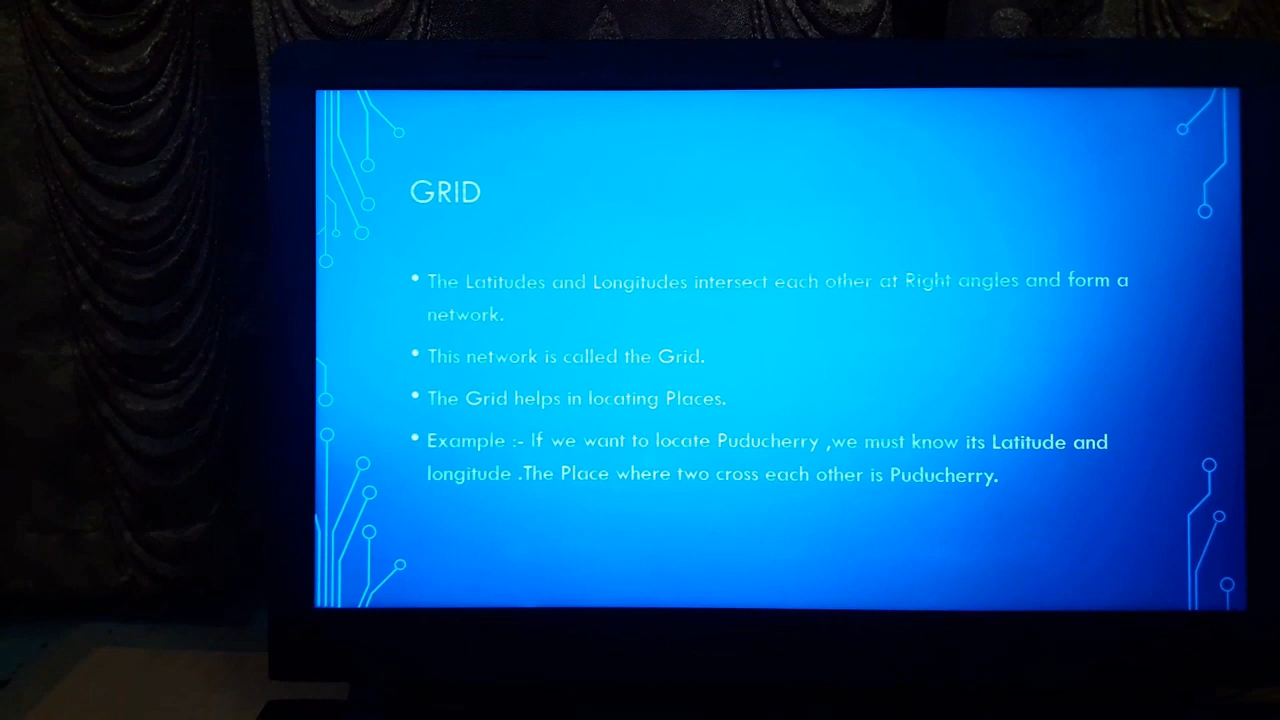 GRID
• The Latitudes and Longitudes intersect each other at Right angles and form a
network.
• This network is called the Grid.
• The Grid helps in locating Places.
• Example :- If we want to locate Puducherry ,we must know its Latitude and
longitude .The Place where two cross each other is Puducherry.